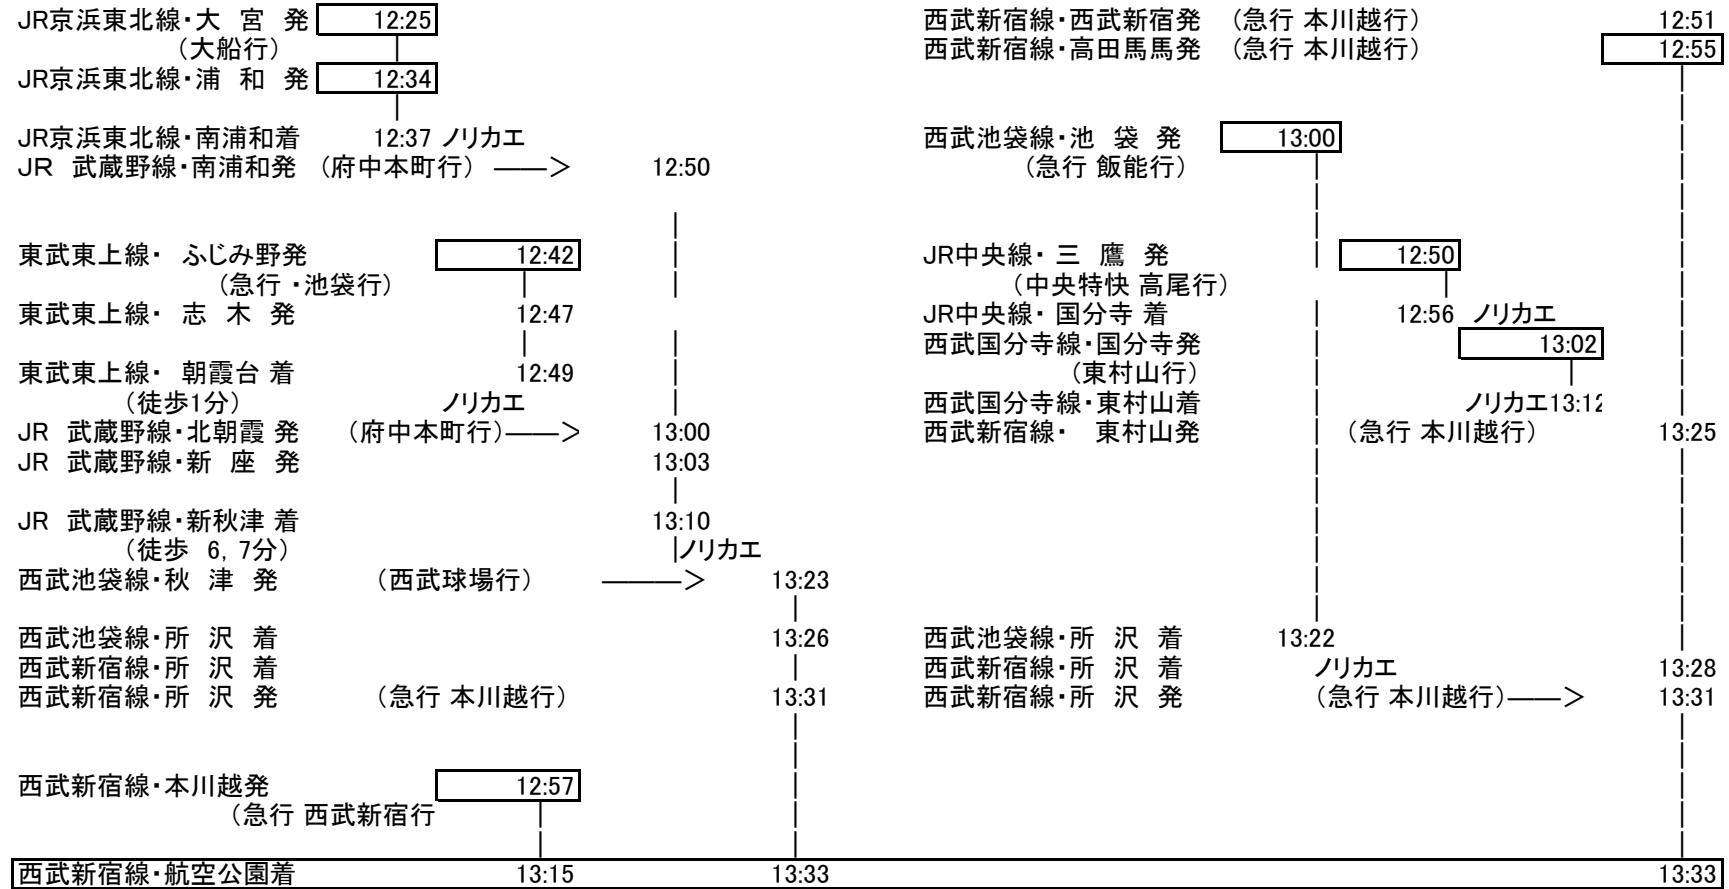 JR京浜東北線・大　宮　発 12:25
（大船行）
JR京浜東北線・浦　和　発 12:34
JR京浜東北線・南浦和着 12:37 ノリカエ
JR　武蔵野線・南浦和発　（府中本町行）　――＞ 12:50
東武東上線・　ふじみ野発 12:42
（急行 ・池袋行）
東武東上線・　志　木　発 12:47
東武東上線・　朝霞台 着 12:49
（徒歩1分） ノリカエ
JR　武蔵野線・北朝霞 発 （府中本町行）――＞ 13:00
JR　武蔵野線・新　座　発 13:03
JR　武蔵野線・新秋津 着 13:10
（徒歩　6，7分） ノリカエ
西武池袋線・秋　津　発 （西武球場行） ―――＞ 13:23
西武池袋線・所　沢　着 13:26
西武新宿線・所　沢　着
西武新宿線・所　沢　発 （急行 本川越行） 13:31
西武新宿線・本川越発 12:57
（急行 西武新宿行
西武新宿線・西武新宿発　（急行 本川越行） 12:51
西武新宿線・高田馬馬発　（急行 本川越行） 12:55
西武池袋線・池　袋　発 13:00
（急行 飯能行）
JR中央線・ 三　鷹　発 12:50
（中央特快 高尾行）
JR中央線・ 国分寺 着 12:56 ノリカエ
西武国分寺線・国分寺発 13:02
（東村山行）
西武国分寺線・東村山着 ノリカエ13:12
西武新宿線・　東村山発 （急行 本川越行） 13:25
西武池袋線・所　沢　着 13:22
西武新宿線・所　沢　着 ノリカエ 13:28
西武新宿線・所　沢　発 （急行 本川越行）――＞ 13:31
西武新宿線・航空公園着 13:15 13:33 13:33